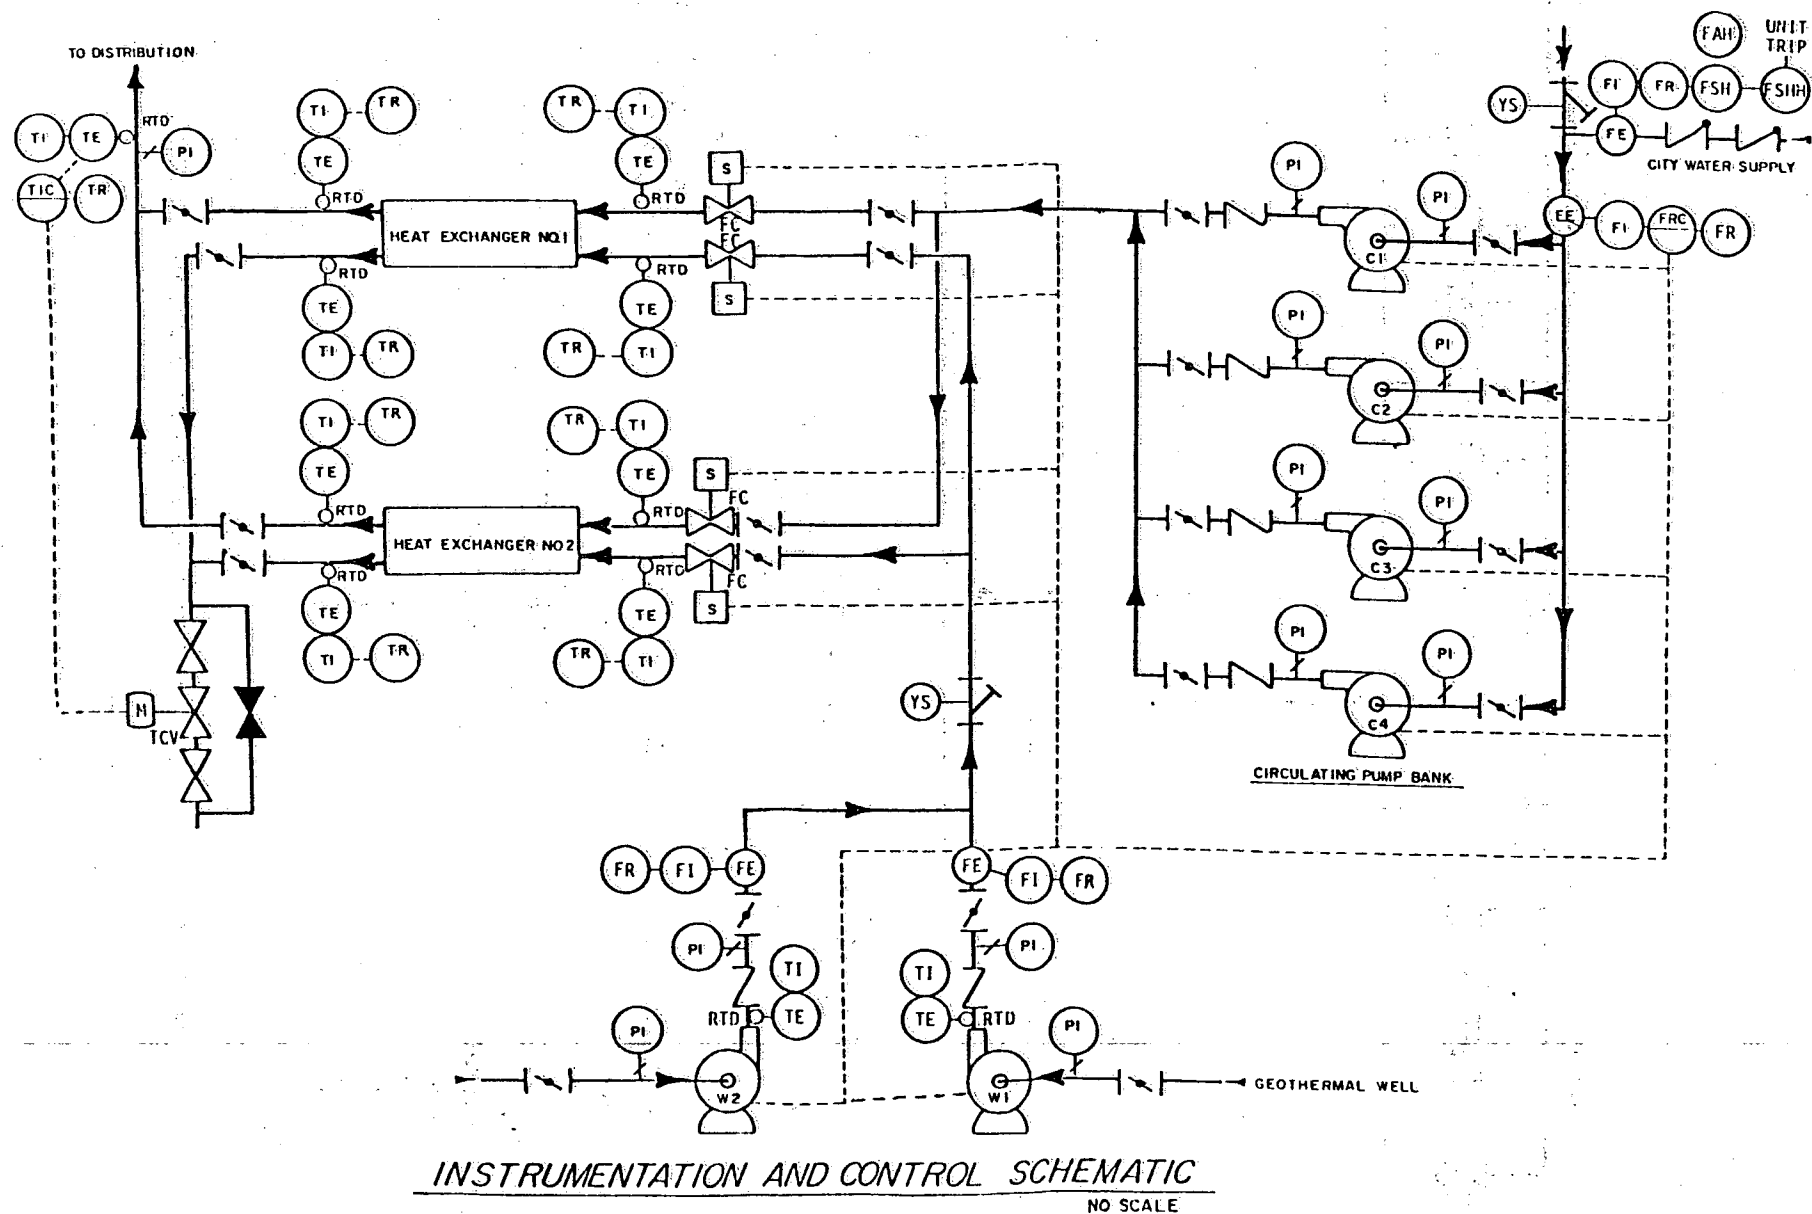 TO DISTRIBUTION
FAH
UNIT
TRIP
FI
FR
FSH
FSHH
YS
FE
CITY WATER SUPPLY
TI
TE
RTD
PI
TIC
TR
TI
TR
TE
RTD
TR
TI
TE
RTD
S
FC
FC
S
HEAT EXCHANGER NO.1
RTD
TE
TI
TR
RTD
TE
TR
TI
PI
PI
C1
EE
FI
FRC
FR
PI
PI
C2
TI
TR
TE
RTD
TR
TI
TE
RTD
S
FC
HEAT EXCHANGER NO2
RTD
TE
TI
TR
RTD
TE
TR
TI
FC
S
PI
PI
C3
PI
PI
C4
CIRCULATING PUMP BANK
M
TCV
YS
FR
FI
FE
FE
FI
FR
PI
TI
TE
RTD
PI
TI
TE
RTD
PI
W2
PI
W1
GEOTHERMAL WELL
INSTRUMENTATION AND CONTROL SCHEMATIC
NO SCALE